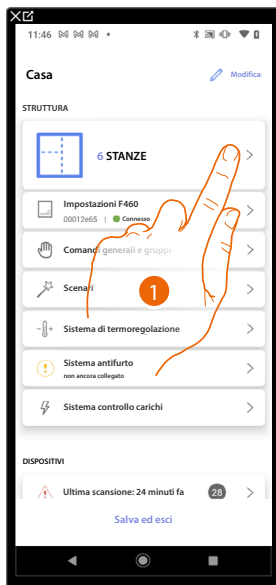 11:46
Casa
Modifica
STRUTTURA
6 STANZE
Impostazioni F460
00012e65 | Connesso
Comandi generali e gruppi
Scenari
1
Sistema di termoregolazione
Sistema antifurto
non ancora collegato
Sistema controllo carichi
DISPOSITIVI
Ultima scansione: 24 minuti fa 28
Salva ed esci